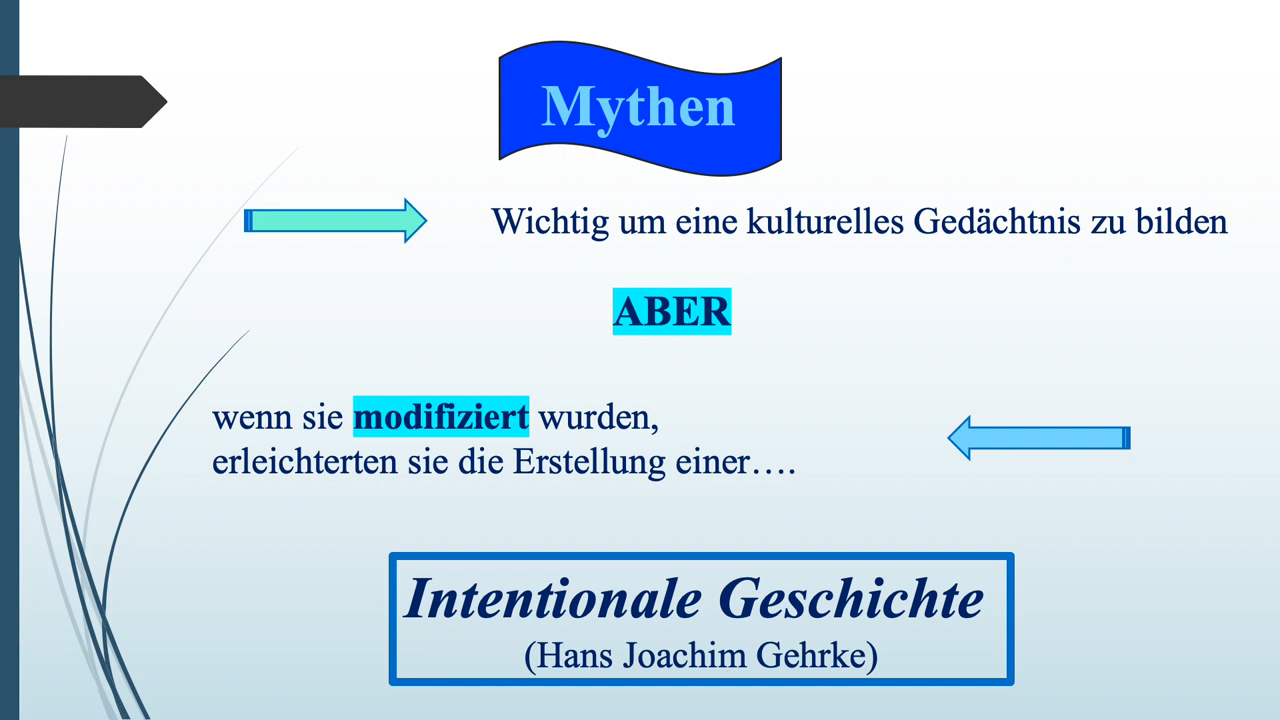 Mythen
Wichtig um eine kulturelles Gedächtnis zu bilden
ABER
wenn sie modifiziert wurden,
erleichterten sie die Erstellung einer….
Intentionale Geschichte
(Hans Joachim Gehrke)